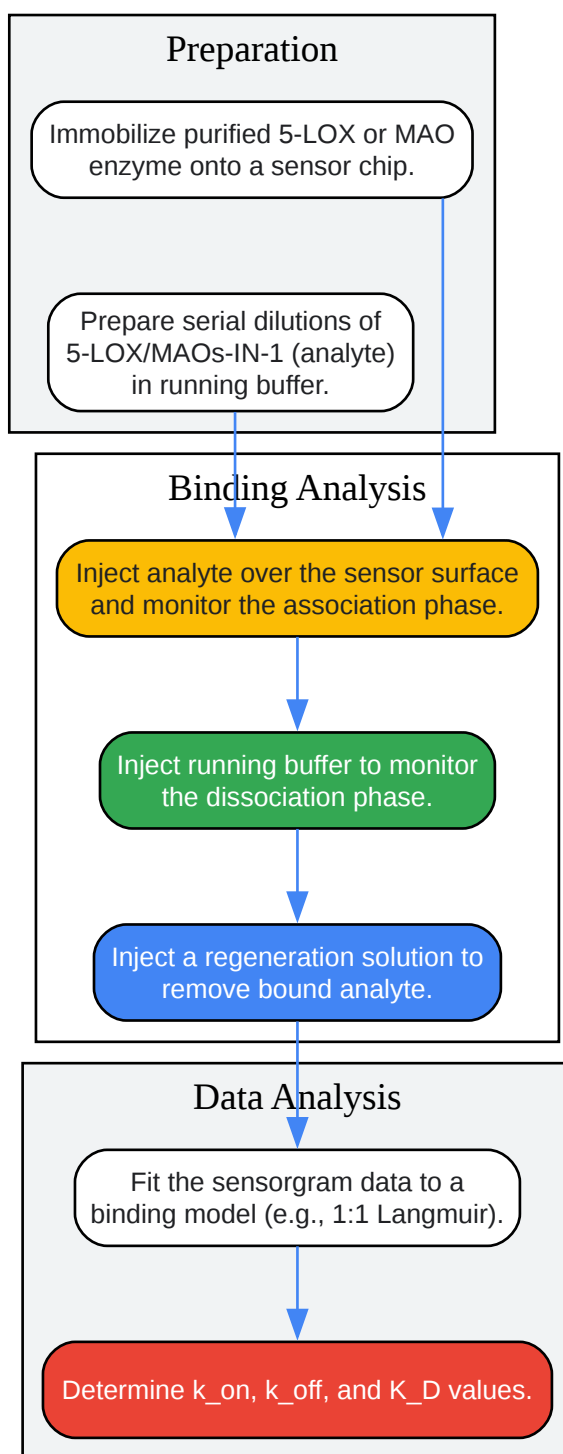 Preparation
Immobilize purified 5-LOX or MAO
enzyme onto a sensor chip.
Prepare serial dilutions of
5-LOX/MAOs-IN-1 (analyte)
in running buffer.
Binding Analysis
Inject analyte over the sensor surface
and monitor the association phase.
Inject running buffer to monitor
the dissociation phase.
Inject a regeneration solution to
remove bound analyte.
Data Analysis
Fit the sensorgram data to a
binding model (e.g., 1:1 Langmuir).
Determine k_on, k_off, and K_D values.